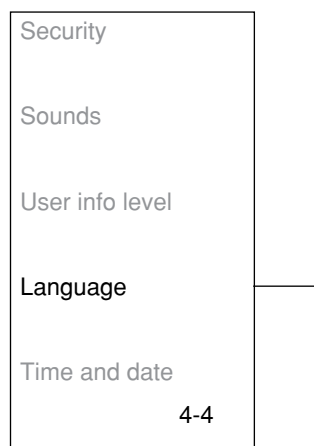 Security
Sounds
User info level
Language
Time and date
4-4